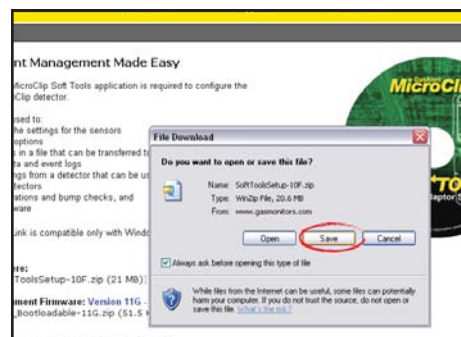 nt Management Made Easy
MicroClip Soft Tools application is required to configure the
Clip detector.
used to:
he settings for the sensors
options
s in a file that can be transferred to
ta and event logs
ngs from a detector that can be us
tectors
ations and bump checks, and
ware
ink is compatible only with Windo
re:
ToolsSetup-10F.zip (21 MB)
ment Firmware: Version 11G -
_Bootloadable-11G.zip (51.5
MicroCl
TO
aptor S
File Download
Do you want to open or save this file?
Name: SoftToolsSetup-10F.zip
Type: WinZip File, 20.6 MB
From: www.gasmonitors.com
Open
Save
Cancel
Always ask before opening this type of file
While files from the Internet can be useful, some files can potentially
harm your computer. If you do not trust the source, do not open or
save this file. What's the risk?